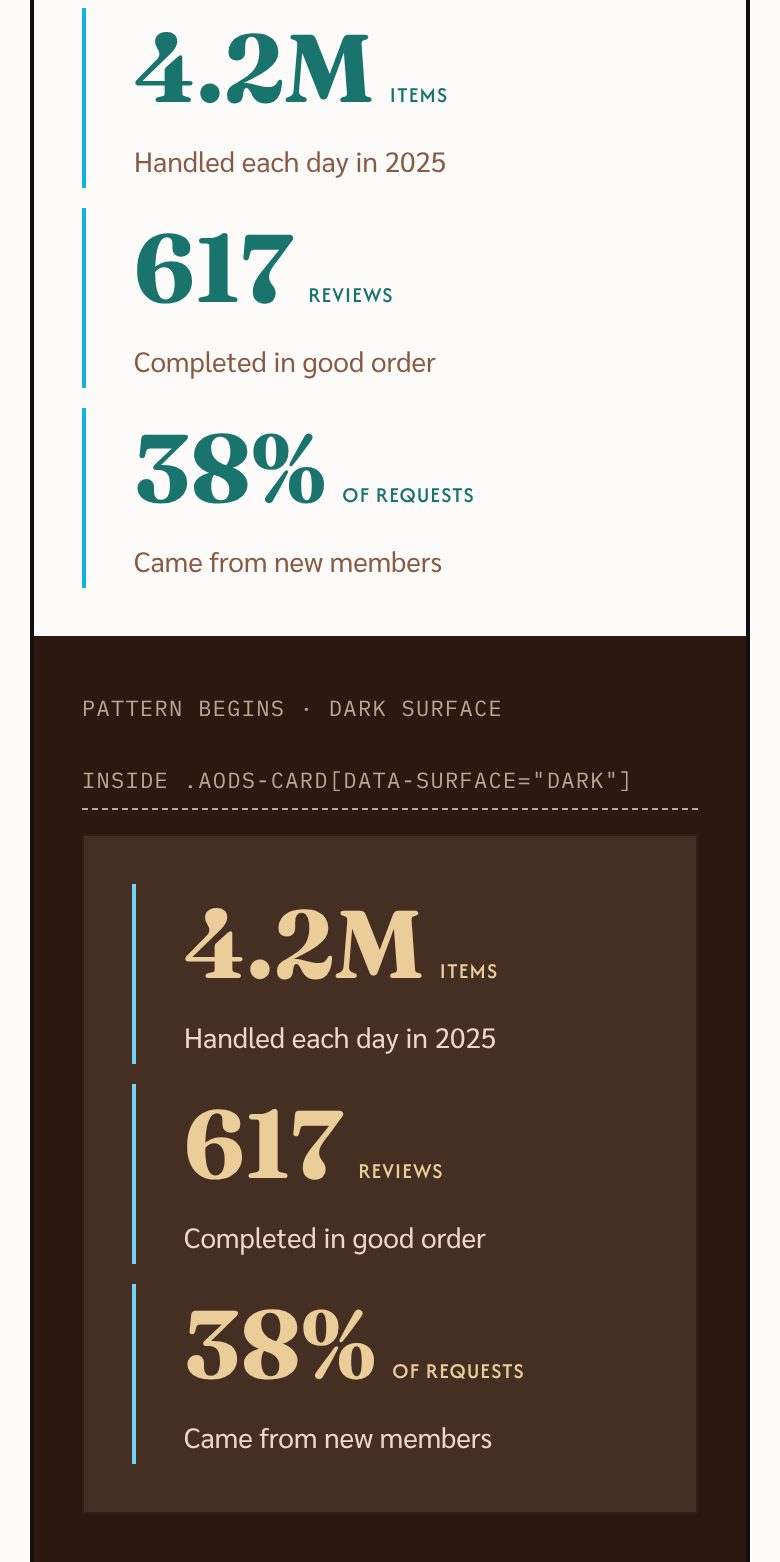 4.2M ITEMS
Handled each day in 2025
617 REVIEWS
Completed in good order
38% OF REQUESTS
Came from new members
PATTERN BEGINS · DARK SURFACE
INSIDE .AODS-CARD[DATA-SURFACE="DARK"]
4.2M ITEMS
Handled each day in 2025
617 REVIEWS
Completed in good order
38% OF REQUESTS
Came from new members